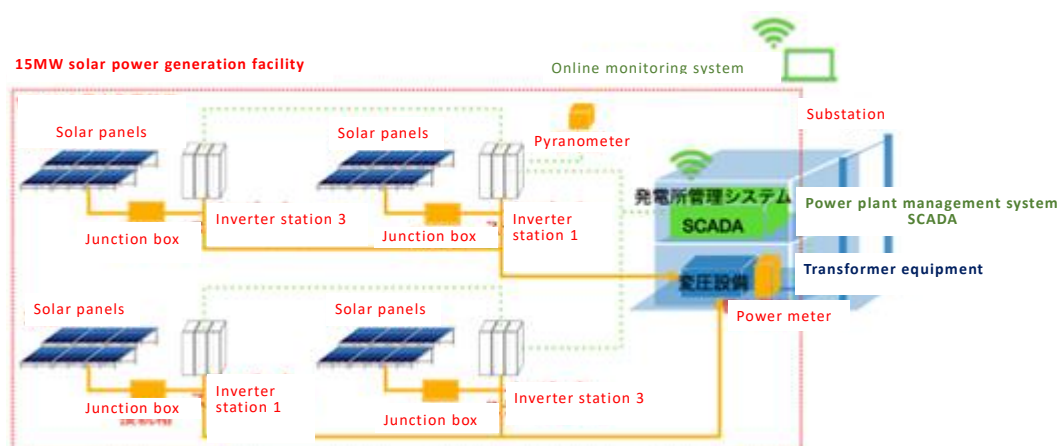 15MW solar power generation facility
Online monitoring system
Substation
Solar panels
Solar panels
Pyranometer
発電所管理システム
SCADA
Power plant management system
SCADA
Inverter station 3
Inverter
station 1
Junction box
Junction box
変圧設備
Transformer equipment
Power meter
Solar panels
Solar panels
Inverter
station 1
Inverter station 3
Junction box
Junction box